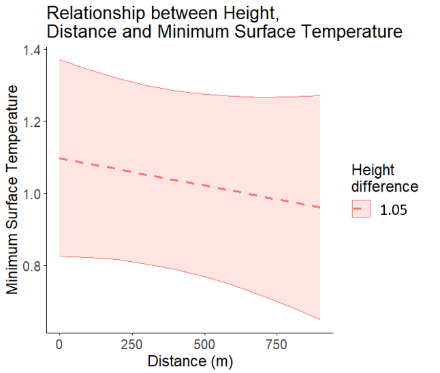 Relationship between Height,
Distance and Minimum Surface Temperature
Minimum Surface Temperature
1.4
1.2
1.0
0.8
0
250
500
750
Distance (m)
Height
difference
1.05